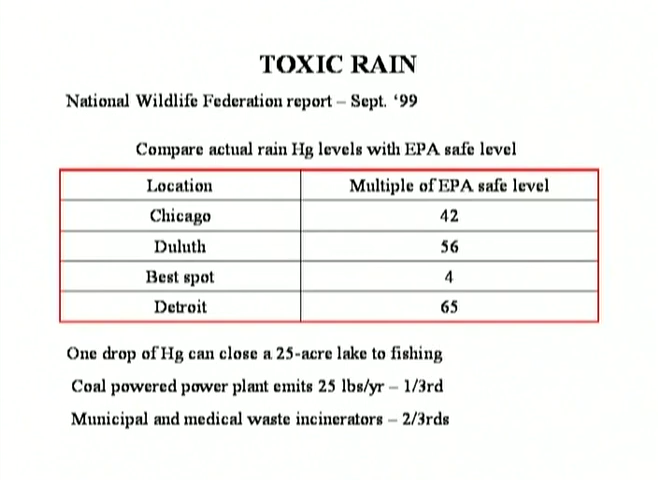 TOXIC RAIN
National Wildlife Federation report – Sept. ‘99
Compare actual rain Hg levels with EPA safe level
Location Multiple of EPA safe level
Chicago 42
Duluth 56
Best spot 4
Detroit 65
One drop of Hg can close a 25-acre lake to fishing
Coal powered power plant emits 25 lbs/yr – 1/3rd
Municipal and medical waste incinerators – 2/3rds